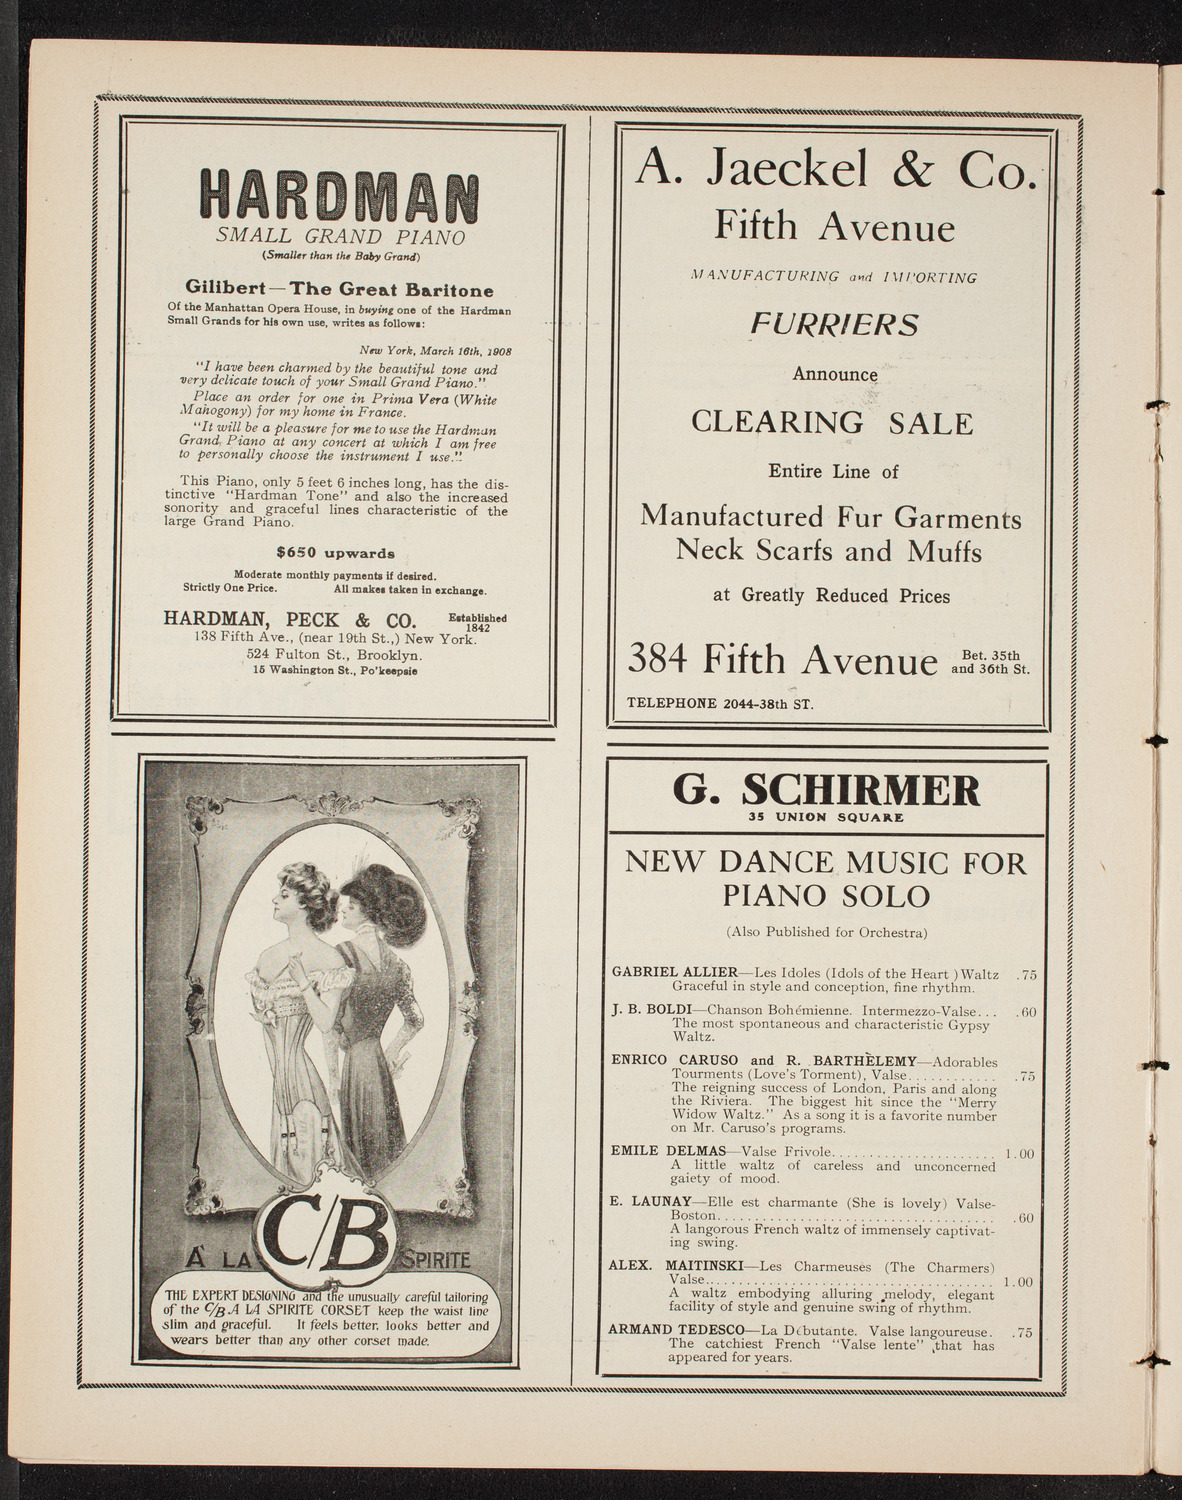 HARDMAN
SMALL GRAND PIANO
(Smaller than the Baby Grand)
Gilibert—The Great Baritone
Of the Manhattan Opera House, in buying one of the Hardman
Small Grands for his own use, writes as follows:
New York, March 16th, 1908
"I have been charmed by the beautiful tone and
very delicate touch of your Small Grand Piano."
Place an order for one in Prima Vera (White
Mahogony) for my home in France.
"It will be a pleasure for me to use the Hardman
Grand Piano at any concert at which I am free
to personally choose the instrument I use."
This Piano, only 5 feet 6 inches long, has the dis-
tinctive "Hardman Tone" and also the increased
sonority and graceful lines characteristic of the
large Grand Piano.
$650 upwards
Moderate monthly payments if desired.
Strictly One Price. All makes taken in exchange.
HARDMAN, PECK & CO. Established 1842
138 Fifth Ave., (near 19th St.,) New York.
524 Fulton St., Brooklyn.
15 Washington St., Po'keepsie
A. Jaeckel & Co.
Fifth Avenue
MANUFACTURING and IMPORTING
FURRIERS
Announce
CLEARING SALE
Entire Line of
Manufactured Fur Garments
Neck Scarfs and Muffs
at Greatly Reduced Prices
384 Fifth Avenue Bet. 35th and 36th St.
TELEPHONE 2044-38th ST.
C/B
A LA SPIRITE
THE EXPERT DESIGNING and the unusually careful tailoring
of the C/B A LA SPIRITE CORSET keep the waist line
slim and graceful. It feels better, looks better and
wears better than any other corset made.
G. SCHIRMER
35 UNION SQUARE
NEW DANCE MUSIC FOR
PIANO SOLO
(Also Published for Orchestra)
GABRIEL ALLIER—Les Idoles (Idols of the Heart ) Waltz .75
Graceful in style and conception, fine rhythm.
J. B. BOLDI—Chanson Bohémienne. Intermezzo-Valse... .60
The most spontaneous and characteristic Gypsy
Waltz.
ENRICO CARUSO and R. BARTHÈLEMY—Adorables
Tourments (Love's Torment), Valse............ .75
The reigning success of London, Paris and along
the Riviera. The biggest hit since the "Merry
Widow Waltz." As a song it is a favorite number
on Mr. Caruso's programs.
EMILE DELMAS—Valse Frivole...................... 1.00
A little waltz of careless and unconcerned
gaiety of mood.
E. LAUNAY—Elle est charmante (She is lovely) Valse-
Boston.................................... .60
A langorous French waltz of immensely captivat-
ing swing.
ALEX. MAITINSKI—Les Charmeuses (The Charmers)
Valse...................................... 1.00
A waltz embodying alluring melody, elegant
facility of style and genuine swing of rhythm.
ARMAND TEDESCO—La Débutante. Valse langoureuse. .75
The catchiest French "Valse lente" that has
appeared for years.